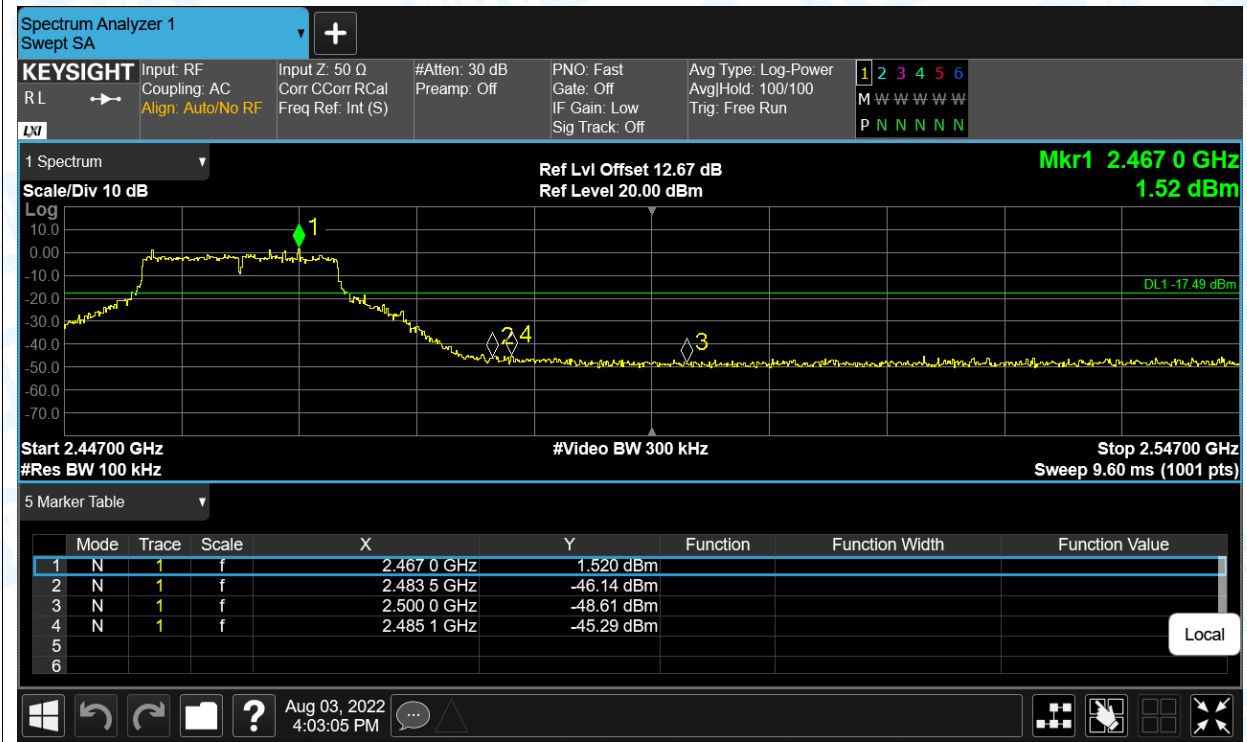 Spectrum Analyzer 1
Swept SA
+
KEYSIGHT
R L
LXI
Input: RF
Coupling: AC
Align: Auto/No RF
Input Z: 50 Ω
Corr CCorr RCal
Freq Ref: Int (S)
#Atten: 30 dB
Preamp: Off
PNO: Fast
Gate: Off
IF Gain: Low
Sig Track: Off
Avg Type: Log-Power
Avg|Hold: 100/100
Trig: Free Run
1 2 3 4 5 6
M W W W W W
P N N N N N
1 Spectrum
Scale/Div 10 dB
Ref Lvl Offset 12.67 dB
Ref Level 20.00 dBm
Mkr1 2.467 0 GHz
1.52 dBm
Log
10.0
0.00
-10.0
-20.0
-30.0
-40.0
-50.0
-60.0
-70.0
1
2 4
3
DL1 -17.49 dBm
Start 2.44700 GHz
#Res BW 100 kHz
#Video BW 300 kHz
Stop 2.54700 GHz
Sweep 9.60 ms (1001 pts)
5 Marker Table
Mode Trace Scale X Y Function Function Width Function Value
1 N 1 f 2.467 0 GHz 1.520 dBm
2 N 1 f 2.483 5 GHz -46.14 dBm
3 N 1 f 2.500 0 GHz -48.61 dBm
4 N 1 f 2.485 1 GHz -45.29 dBm
5
6
Local
?
Aug 03, 2022
4:03:05 PM